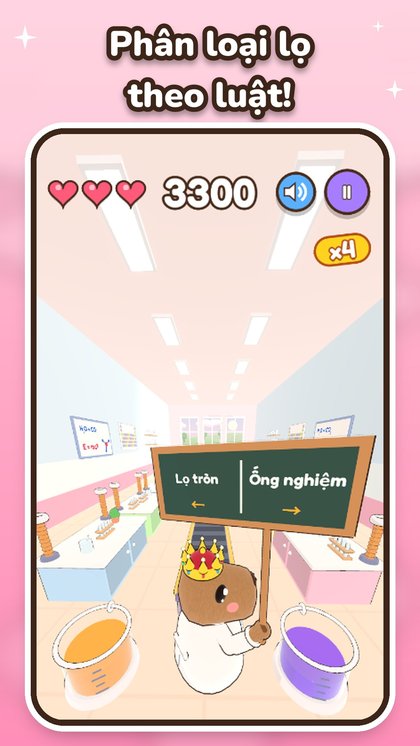 Phân loại lọ
theo luật!
3300
x4
Lọ tròn
Ống nghiệm
←
→